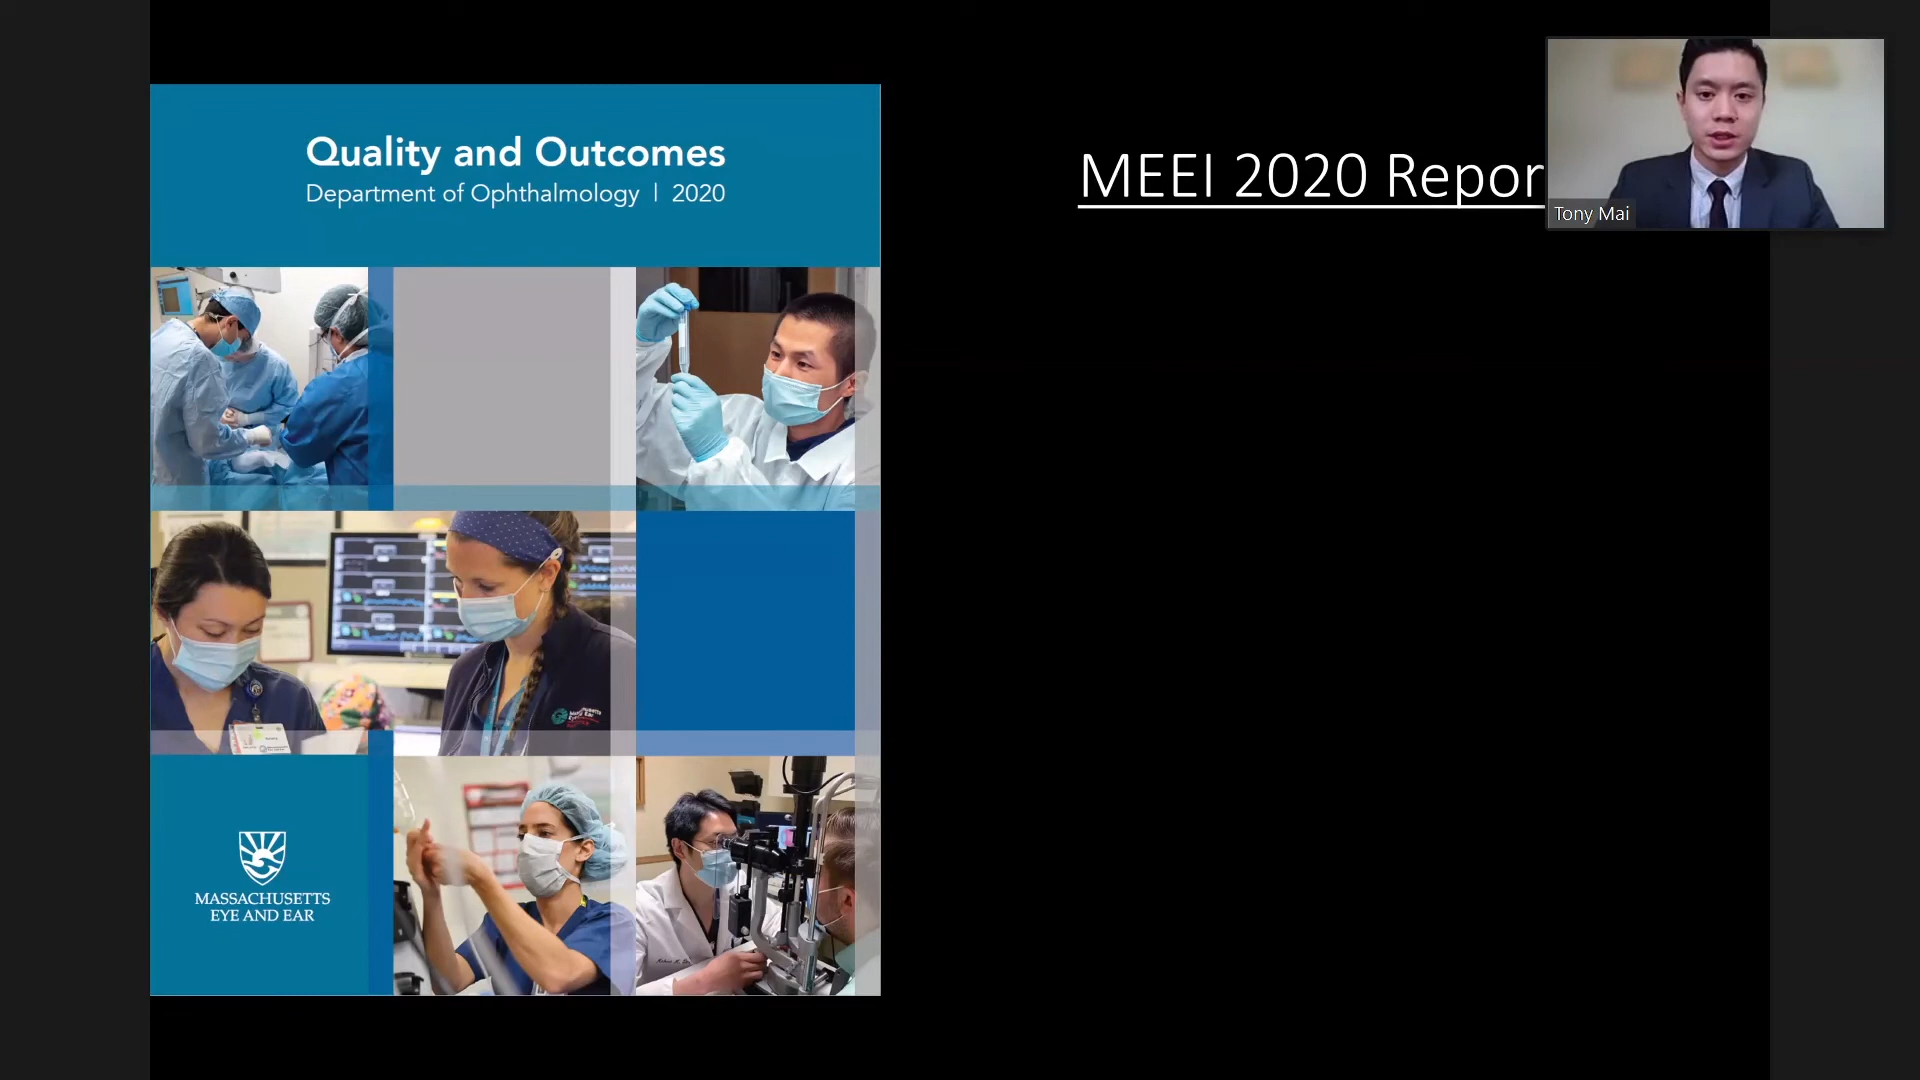 Quality and Outcomes
Department of Ophthalmology | 2020
MEEI 2020 Repor
Tony Mai
MASSACHUSETTS
EYE AND EAR